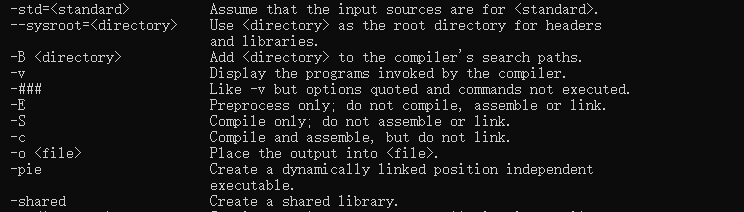 -std=<standard> Assume that the input sources are for <standard>.
--sysroot=<directory> Use <directory> as the root directory for headers
and libraries.
-B <directory> Add <directory> to the compiler's search paths.
-v Display the programs invoked by the compiler.
-### Like -v but options quoted and commands not executed.
-E Preprocess only; do not compile, assemble or link.
-S Compile only; do not assemble or link.
-c Compile and assemble, but do not link.
-o <file> Place the output into <file>.
-pie Create a dynamically linked position independent
executable.
-shared Create a shared library.